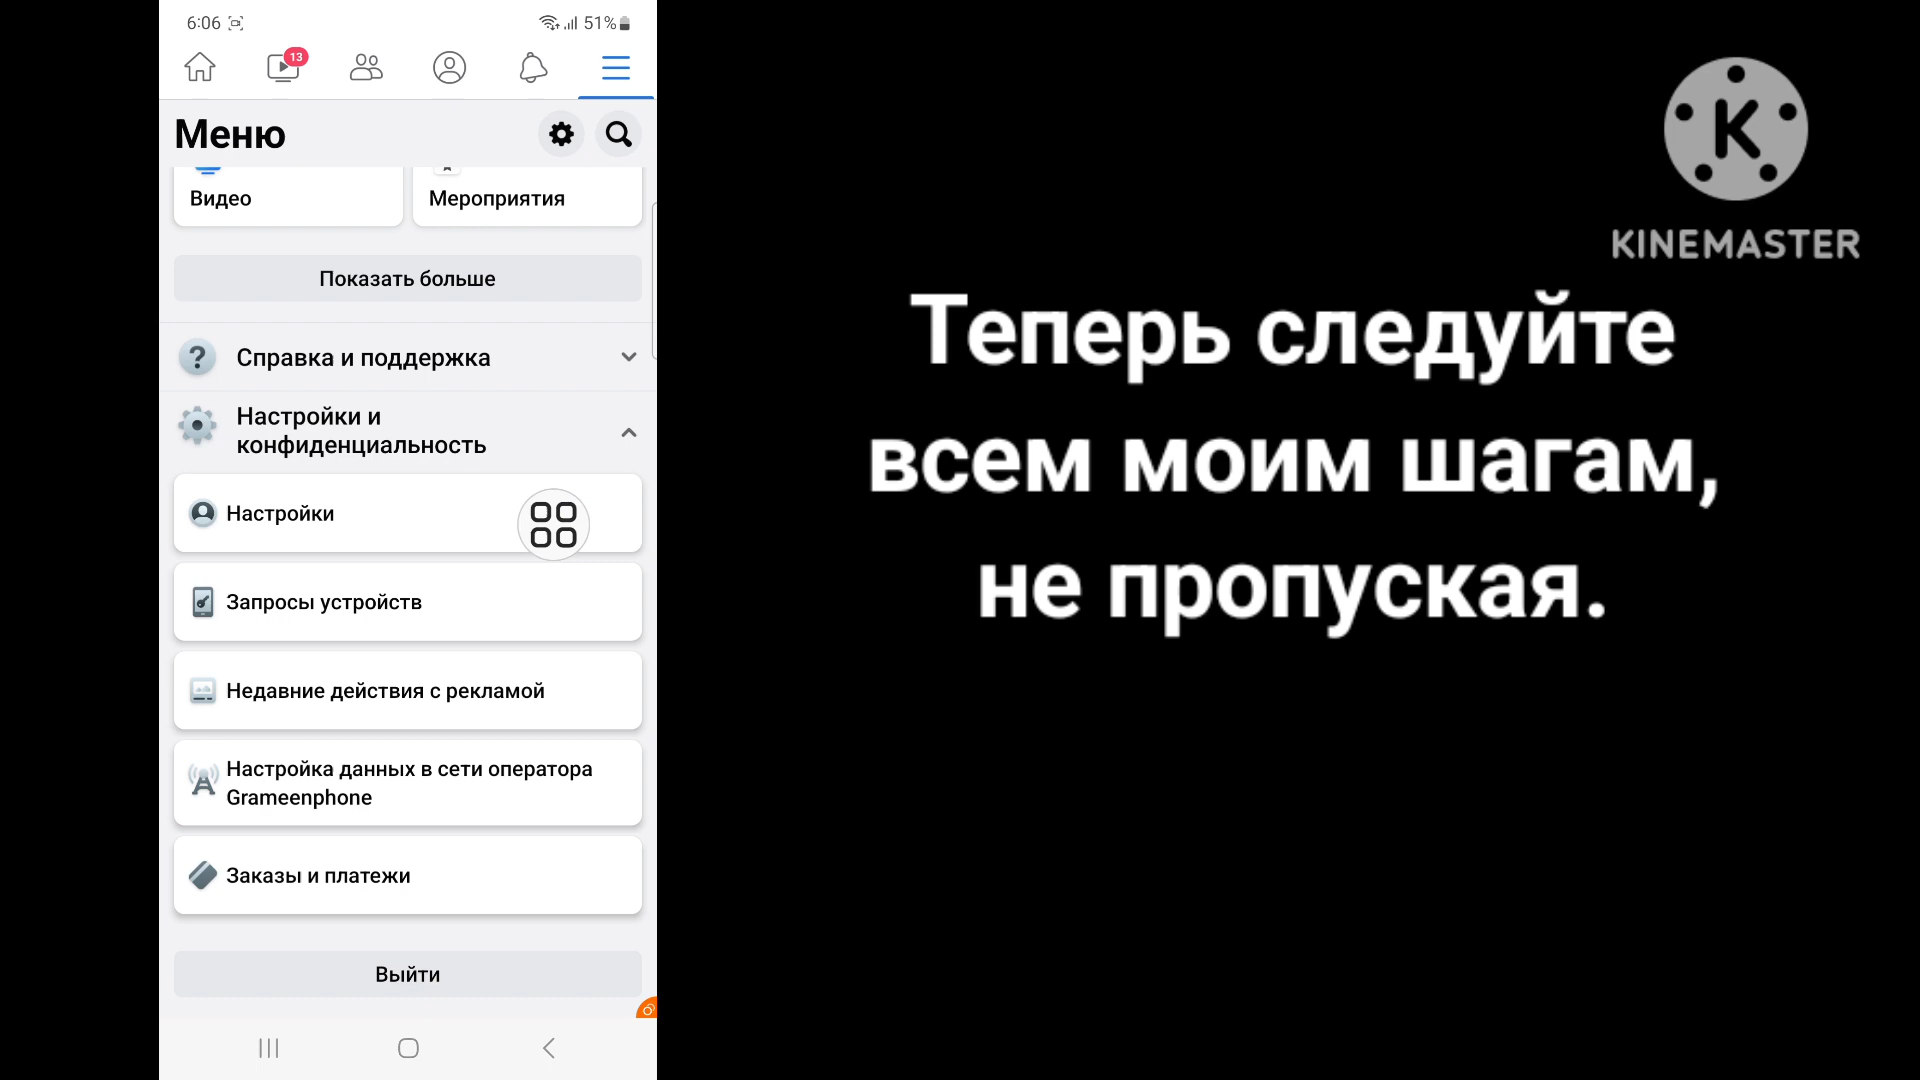 6:06
51%
13
Меню
Видео
Мероприятия
Показать больше
Справка и поддержка
Настройки и
конфиденциальность
Настройки
Запросы устройств
Недавние действия с рекламой
Настройка данных в сети оператора
Grameenphone
Заказы и платежи
Выйти
K
KINEMASTER
Теперь следуйте
всем моим шагам,
не пропуская.